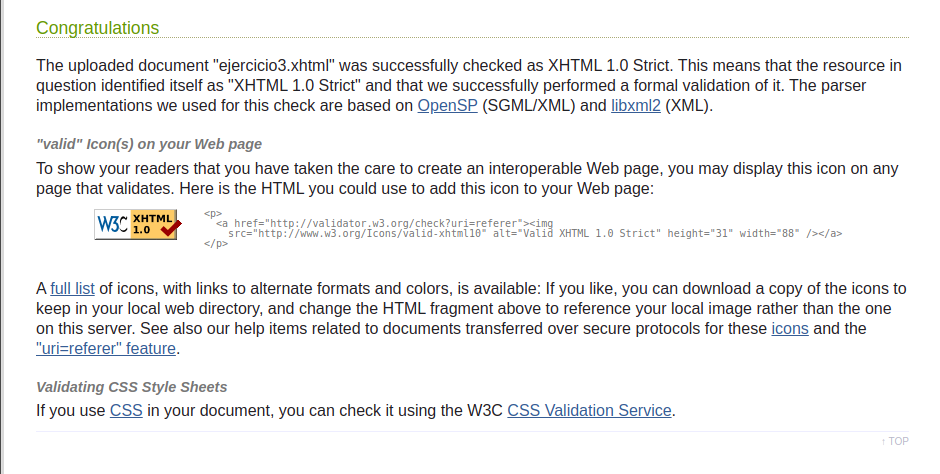 Congratulations
The uploaded document "ejercicio3.xhtml" was successfully checked as XHTML 1.0 Strict. This means that the resource in
question identified itself as "XHTML 1.0 Strict" and that we successfully performed a formal validation of it. The parser
implementations we used for this check are based on OpenSP (SGML/XML) and libxml2 (XML).
"valid" Icon(s) on your Web page
To show your readers that you have taken the care to create an interoperable Web page, you may display this icon on any
page that validates. Here is the HTML you could use to add this icon to your Web page:
W3C XHTML 1.0
<p>
<a href="http://validator.w3.org/check?uri=referer"><img
src="http://www.w3.org/Icons/valid-xhtml10" alt="Valid XHTML 1.0 Strict" height="31" width="88" /></a>
</p>
A full list of icons, with links to alternate formats and colors, is available: If you like, you can download a copy of the icons to
keep in your local web directory, and change the HTML fragment above to reference your local image rather than the one
on this server. See also our help items related to documents transferred over secure protocols for these icons and the
"uri=referer" feature.
Validating CSS Style Sheets
If you use CSS in your document, you can check it using the W3C CSS Validation Service.
↑ TOP